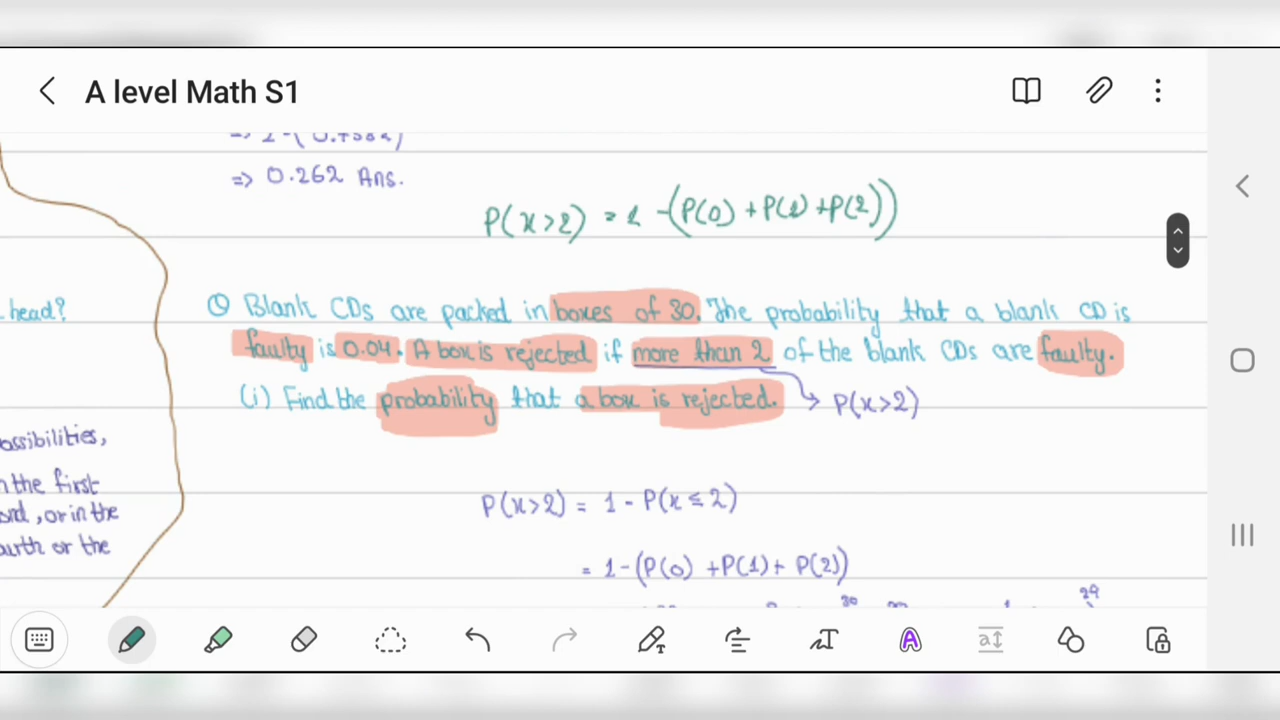 A level Math S1
=> 0.262 Ans.
P(x>2) = 1 -(P(0) + P(1) + P(2))
head?
Blank CDs are packed in boxes of 30. The probability that a blank CD is
faulty is 0.04. A box is rejected if more than 2 of the blank CDs are faulty.
(i) Find the probability that a box is rejected. P(x>2)
P(x>2) = 1 - P(x ≤ 2)
= 1-(P(0) +P(1)+ P(2))
29
30
the first
or in the
or the